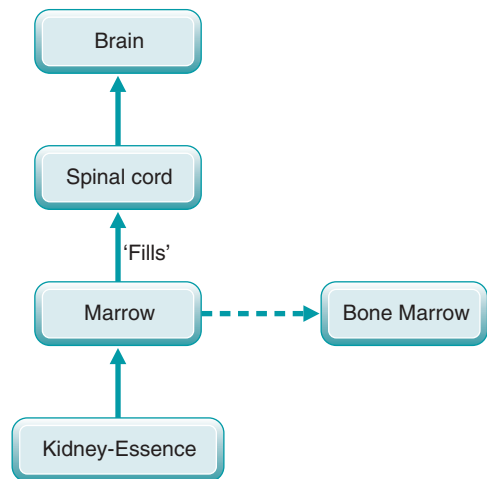 Brain
Spinal cord
‘Fills’
Marrow
Bone Marrow
Kidney-Essence